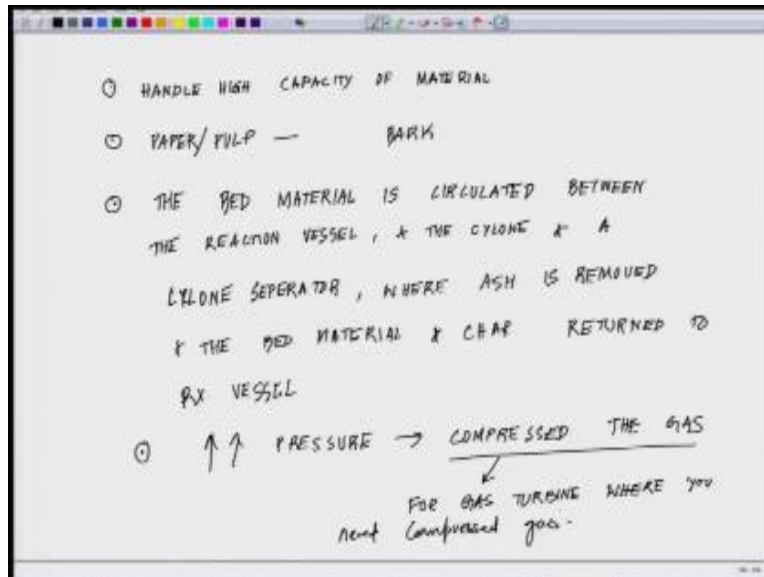 HANDLE HIGH CAPACITY OF MATERIAL
PAPER/PULP — BARK
THE BED MATERIAL IS CIRCULATED BETWEEN
THE REACTION VESSEL, & THE CYLONE & A
CYLONE SEPERATOR, WHERE ASH IS REMOVED
& THE BED MATERIAL & CHAR RETURNED TO
RX VESSEL
↑↑ PRESSURE → COMPRESSED THE GAS
FOR GAS TURBINE WHERE YOU
need Compressed gas.